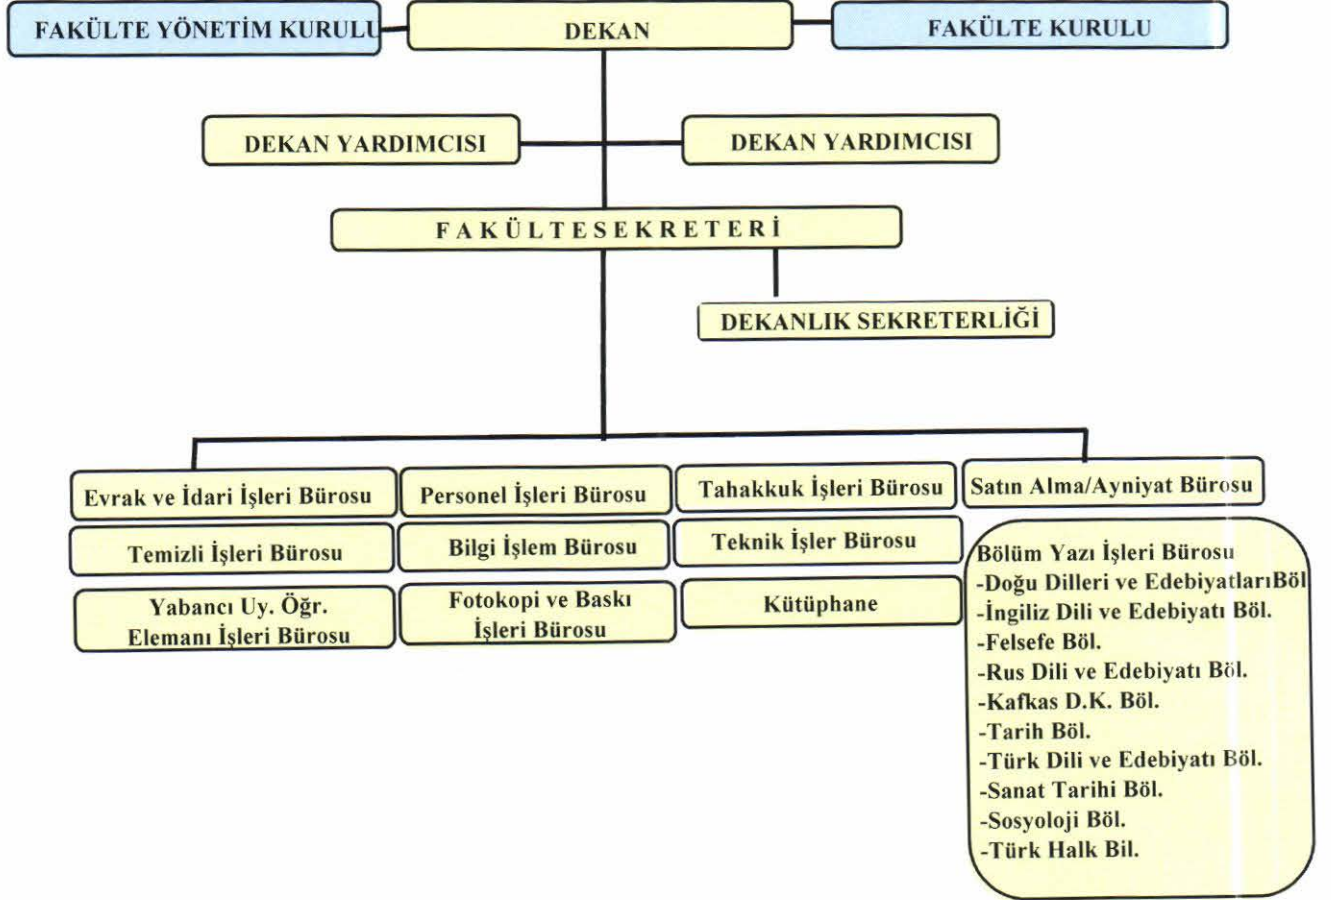 FAKÜLTE YÖNETİM KURULU
DEKAN
FAKÜLTE KURULU
DEKAN YARDIMCISI
DEKAN YARDIMCISI
F A K Ü L T E S E K R E T E R İ
DEKANLIK SEKRETERLİĞİ
Evrak ve İdari İşleri Bürosu
Personel İşleri Bürosu
Tahakkuk İşleri Bürosu
Satın Alma/Ayniyat Bürosu
Temizli İşleri Bürosu
Bilgi İşlem Bürosu
Teknik İşler Bürosu
Yabancı Uy. Öğr.
Elemanı İşleri Bürosu
Fotokopi ve Baskı
İşleri Bürosu
Kütüphane
Bölüm Yazı İşleri Bürosu
-Doğu Dilleri ve EdebiyatlarıBöl
-İngiliz Dili ve Edebiyatı Böl.
-Felsefe Böl.
-Rus Dili ve Edebiyatı Böl.
-Kafkas D.K. Böl.
-Tarih Böl.
-Türk Dili ve Edebiyatı Böl.
-Sanat Tarihi Böl.
-Sosyoloji Böl.
-Türk Halk Bil.